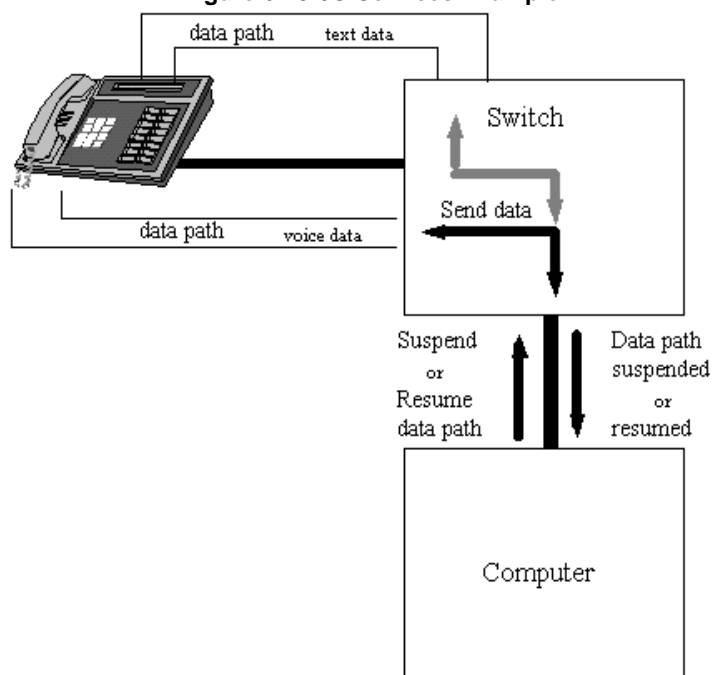 data path text data
Switch
Send data
data path voice data
Suspend
or
Resume
data path
Data path
suspended
or
resumed
Computer